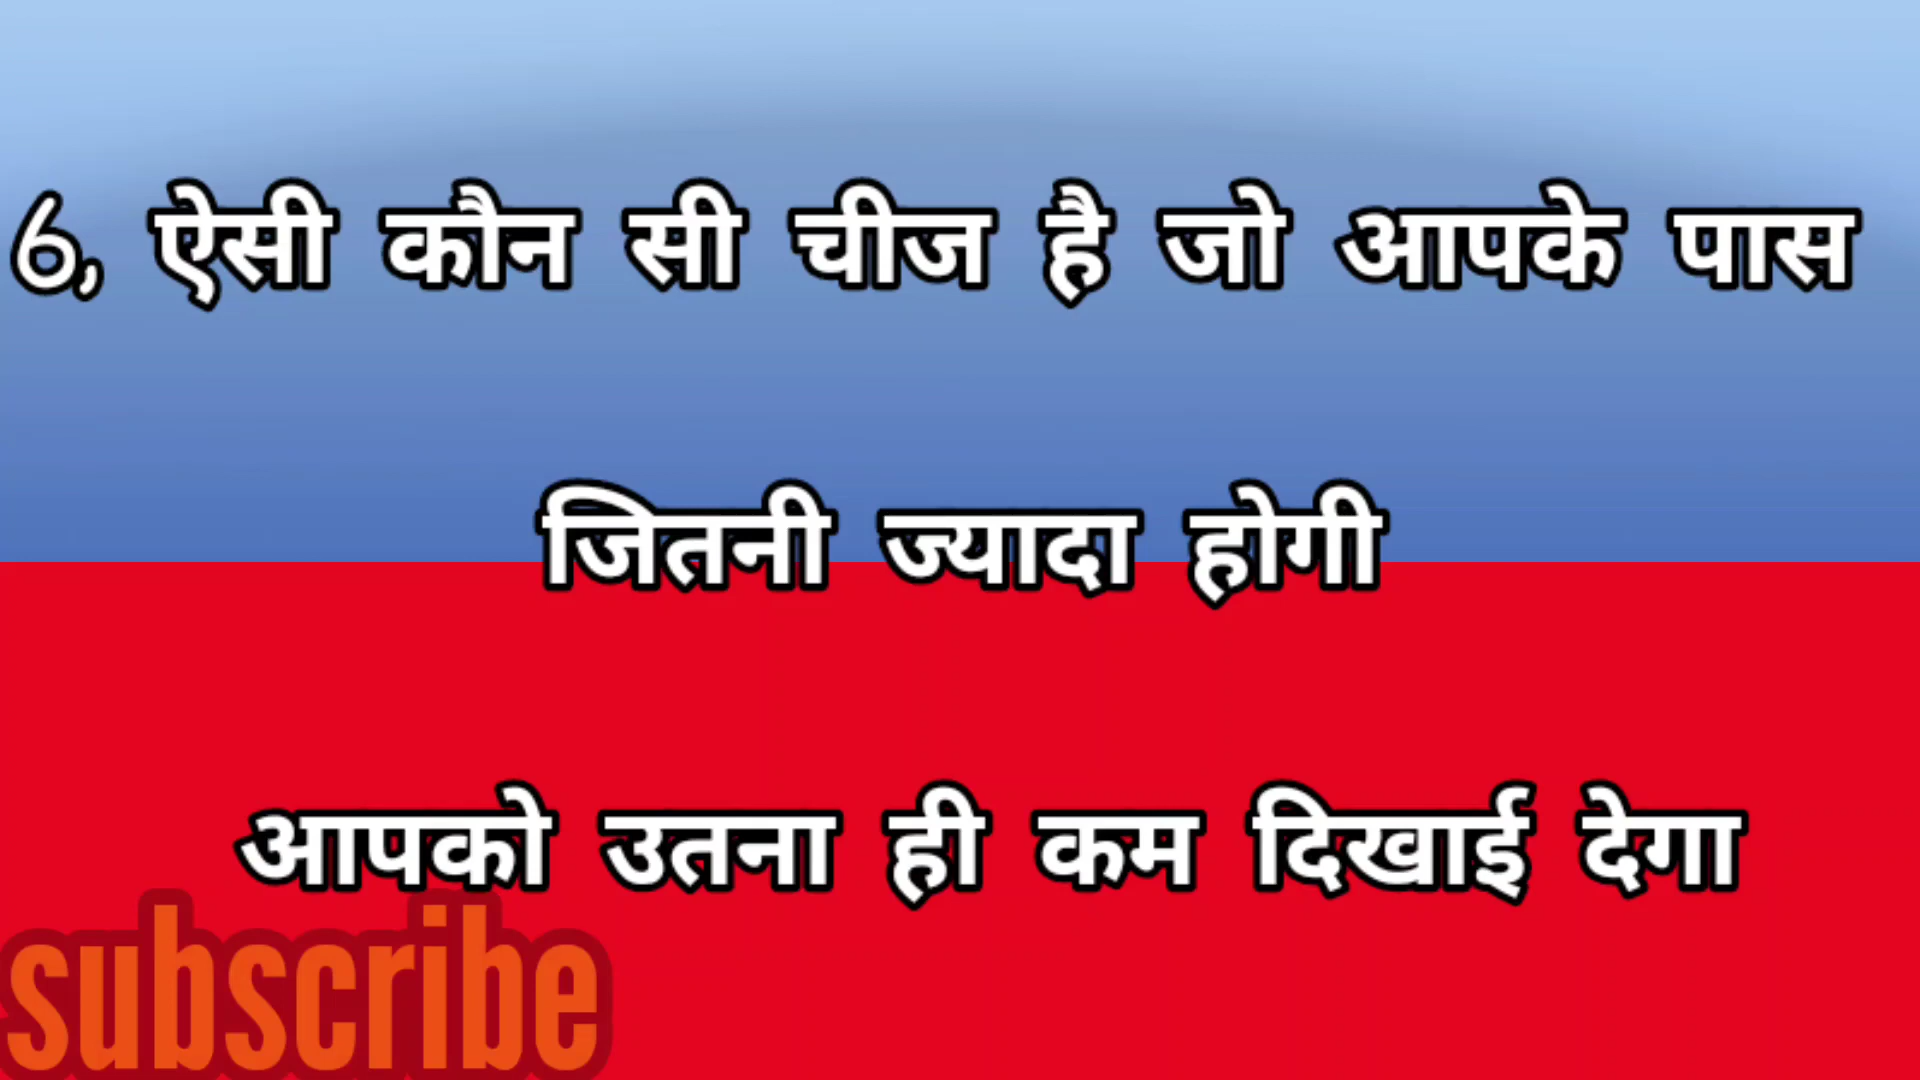 6, ऐसी कौन सी चीज है जो आपके पास
जितनी ज्यादा होगी
आपको उतना ही कम दिखाई देगा
subscribe